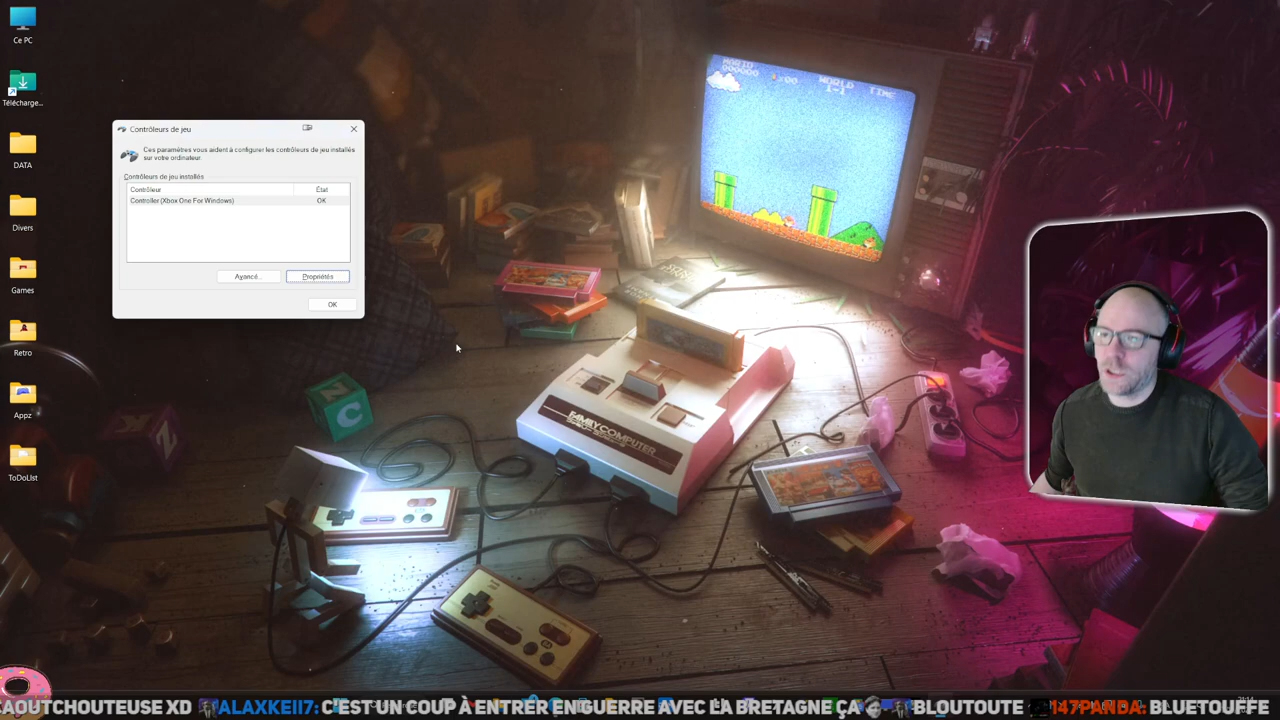 Ce PC
Télécharge...
DATA
Divers
Games
Retro
Appz
ToDoLIst
Contrôleurs de jeu
Ces paramètres vous aident à configurer les contrôleurs de jeu installés
sur votre ordinateur.
Contrôleurs de jeu installés
Contrôleur État
Controller (Xbox One For Windows) OK
Avancé... Propriétés
OK
MARIO WORLD TIME
000000 1-1
N
C
Z
FAMILY COMPUTER
AOUTCHOUTEUSE XD ALAXKEII7: C'EST UN COUP À ENTRER EN GUERRE AVEC LA BRETAGNE ÇA BLOUTOUTE 147PANDA: BLUETOUFFE